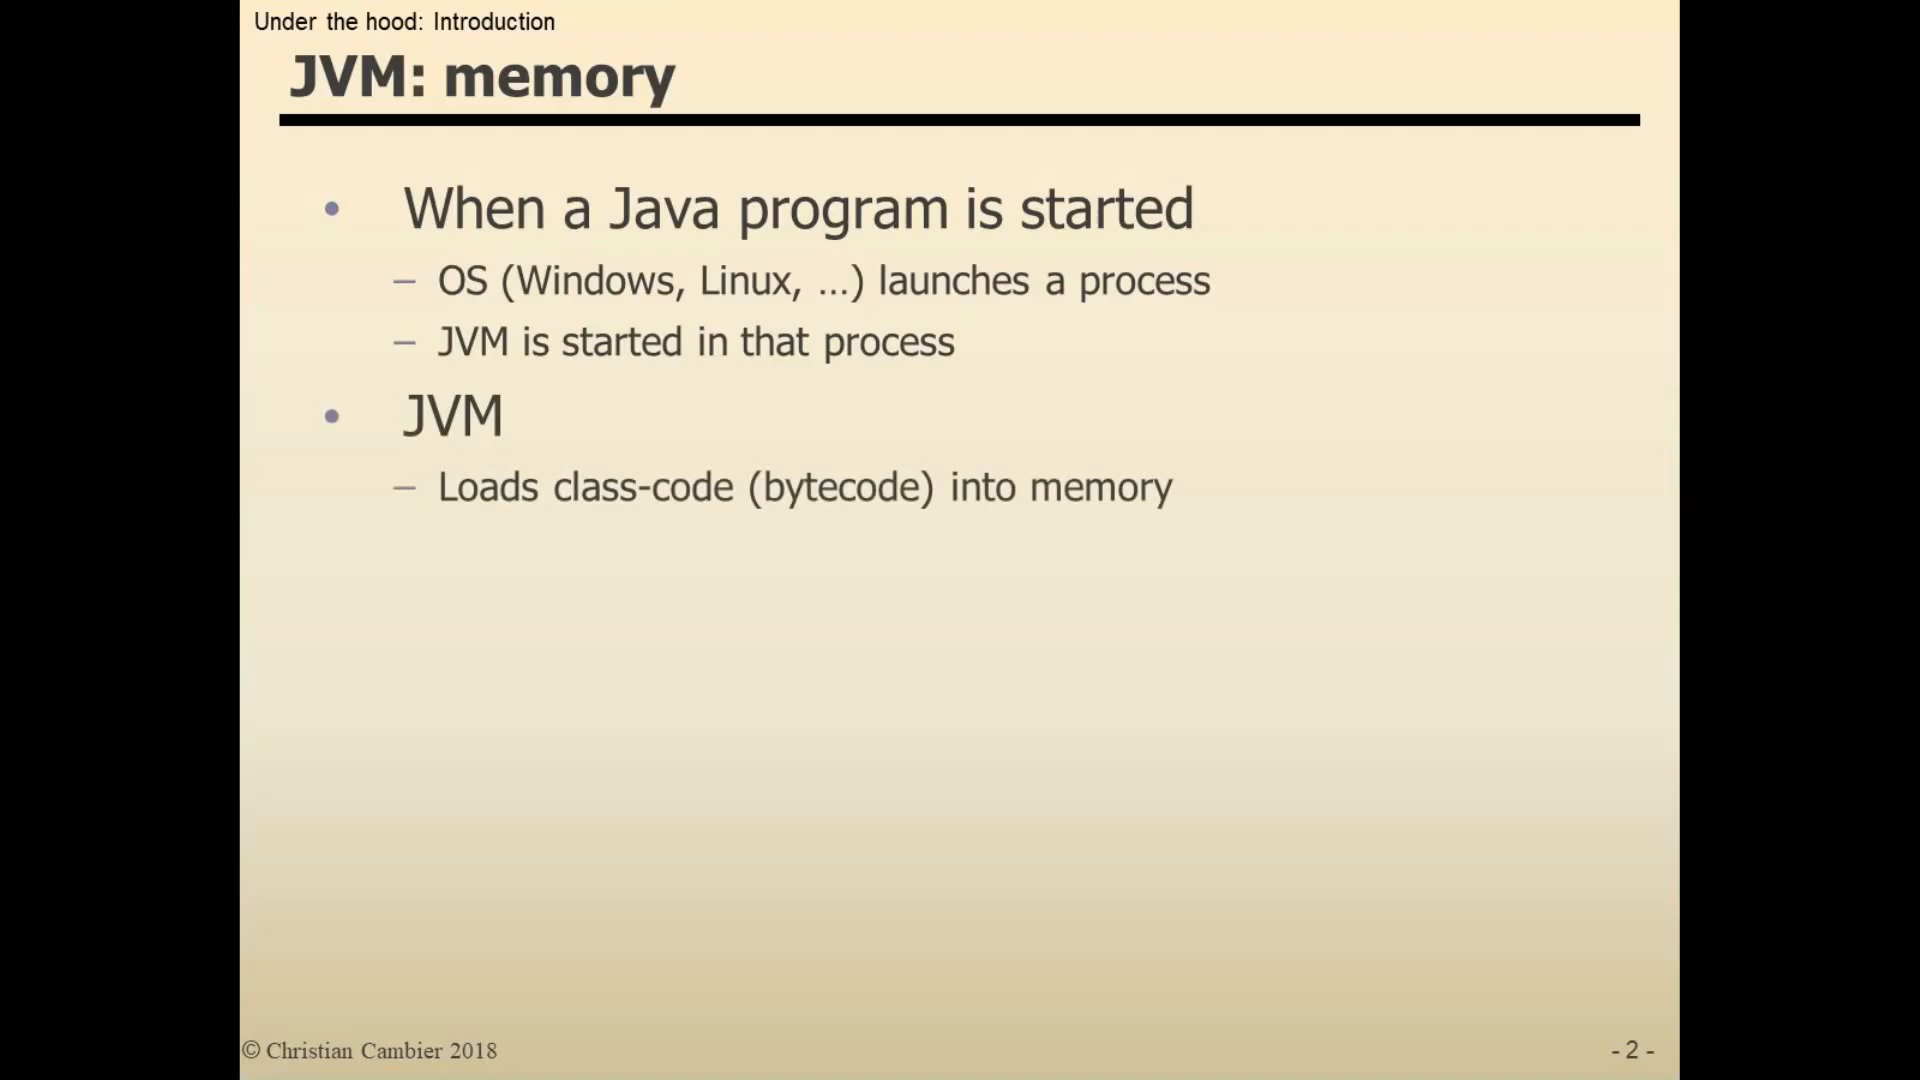 Under the hood: Introduction
JVM: memory
• When a Java program is started
– OS (Windows, Linux, ...) launches a process
– JVM is started in that process
• JVM
– Loads class-code (bytecode) into memory
© Christian Cambier 2018
- 2 -